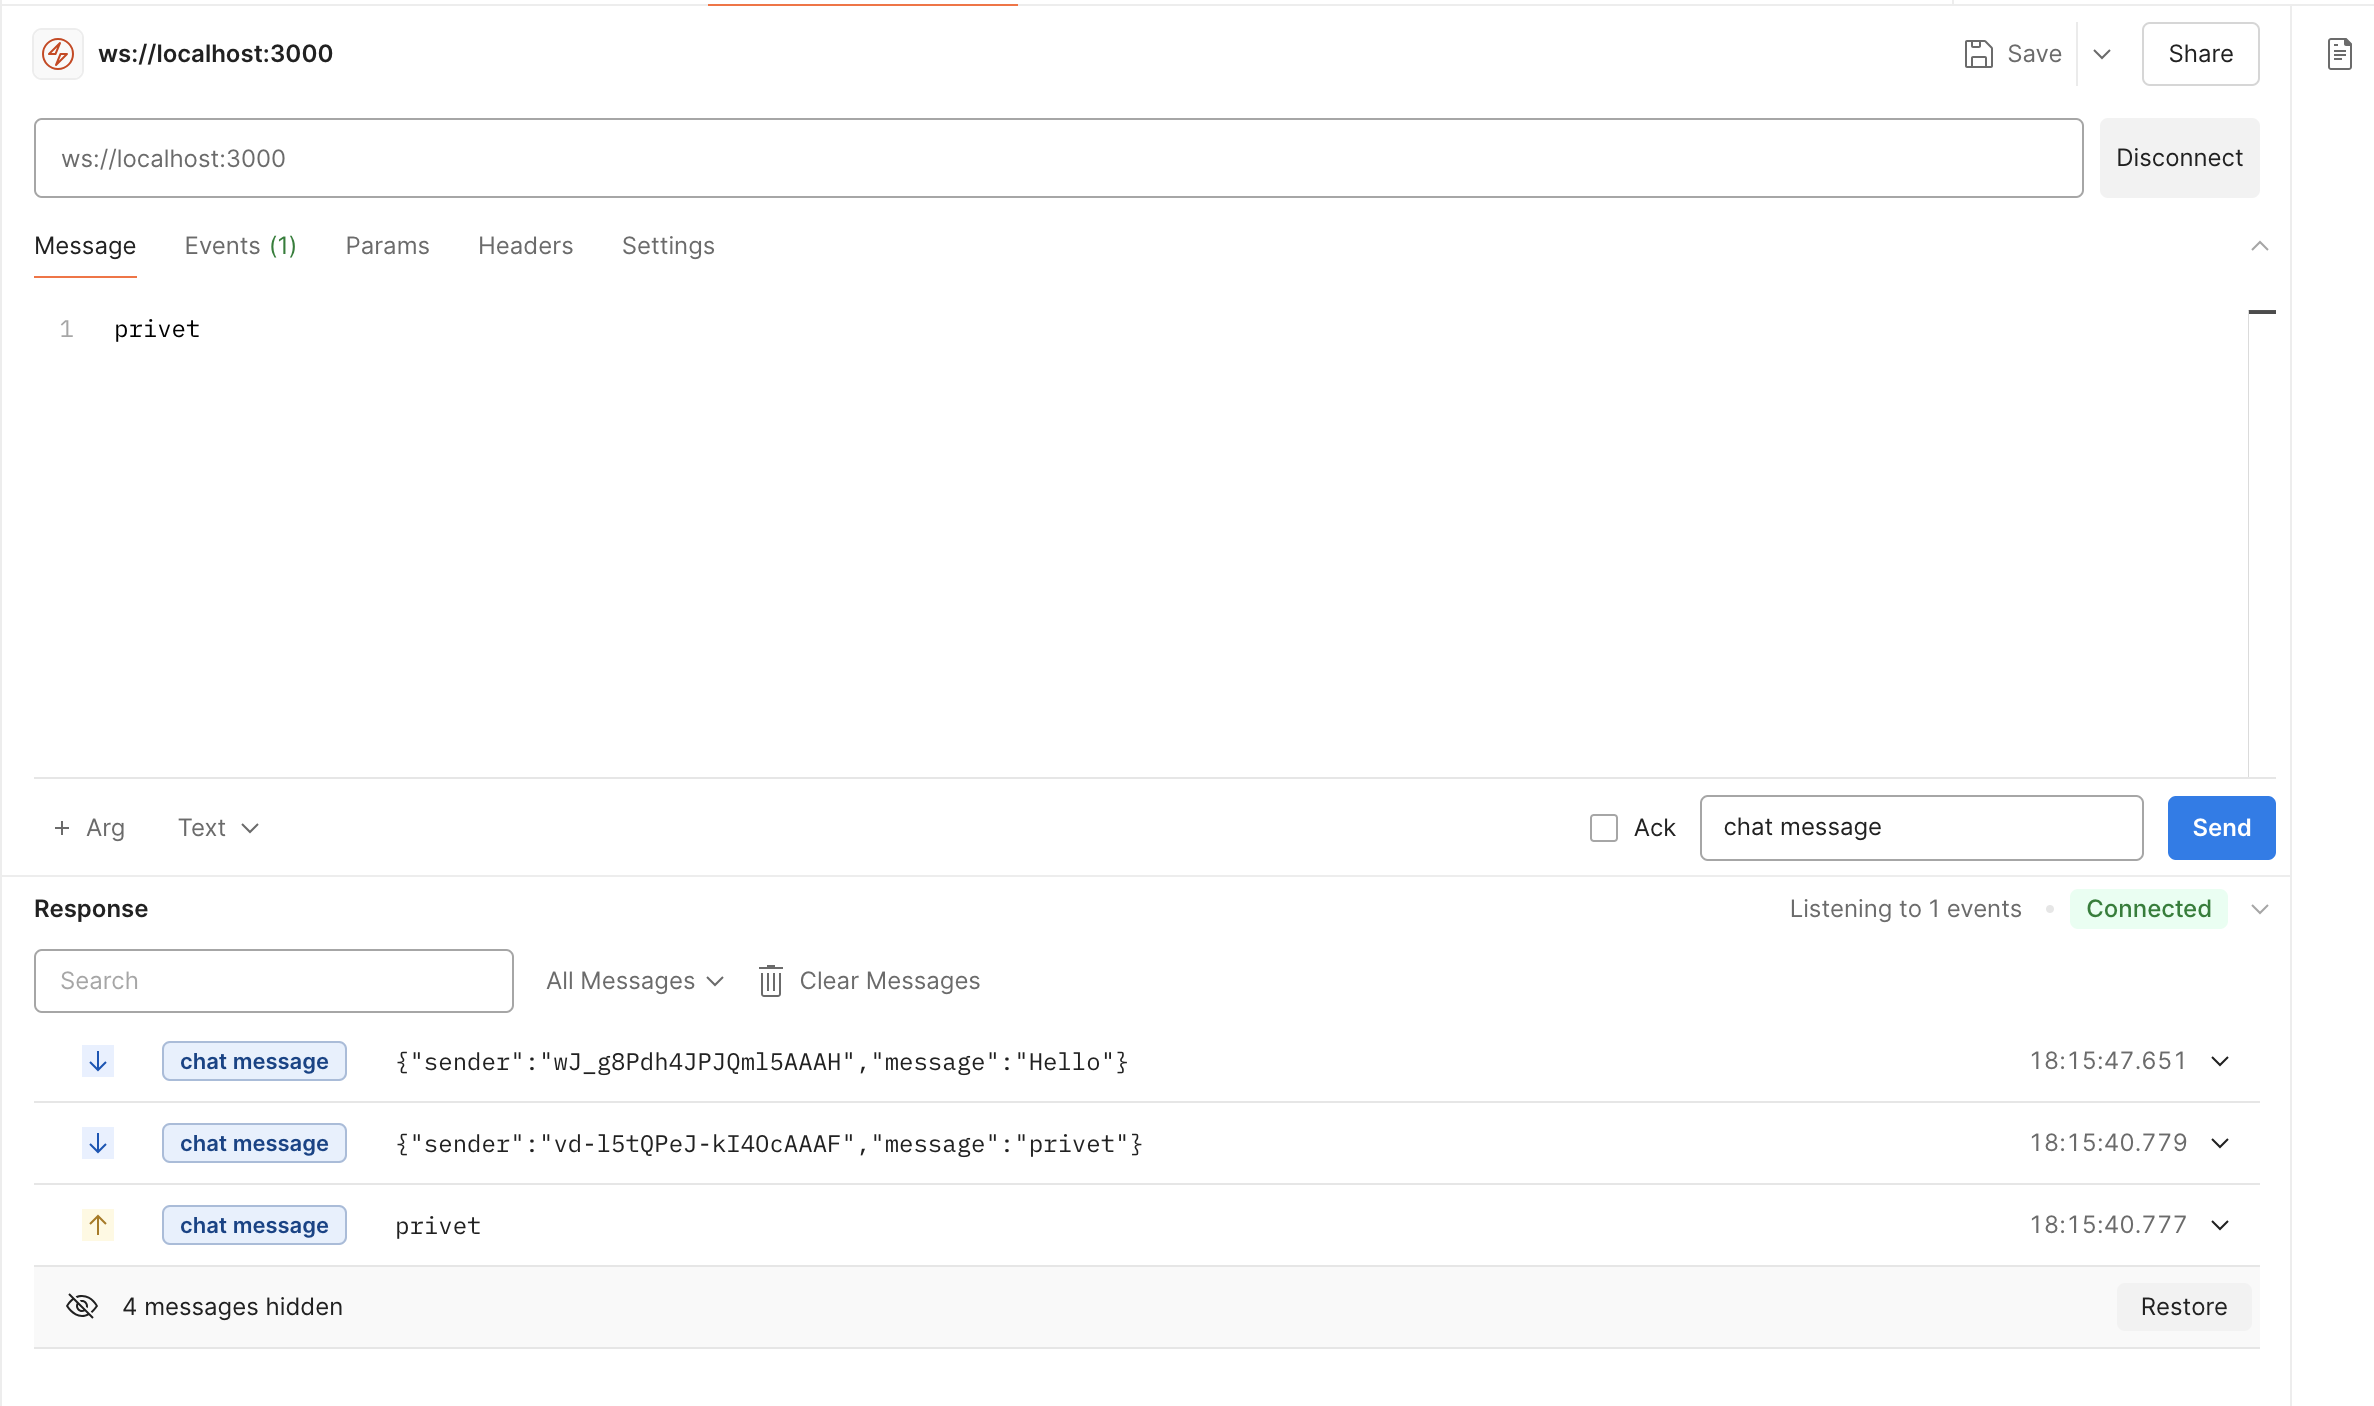 ws://localhost:3000
Save
Share
ws://localhost:3000
Disconnect
Message Events (1) Params Headers Settings
1 privet
+ Arg Text
Ack
chat message
Send
Response
Listening to 1 events
Connected
Search
All Messages
Clear Messages
chat message {"sender":"wJ_g8Pdh4JPJQml5AAAH","message":"Hello"} 18:15:47.651
chat message {"sender":"vd-l5tQPeJ-kI4OcAAAF","message":"privet"} 18:15:40.779
chat message privet 18:15:40.777
4 messages hidden
Restore